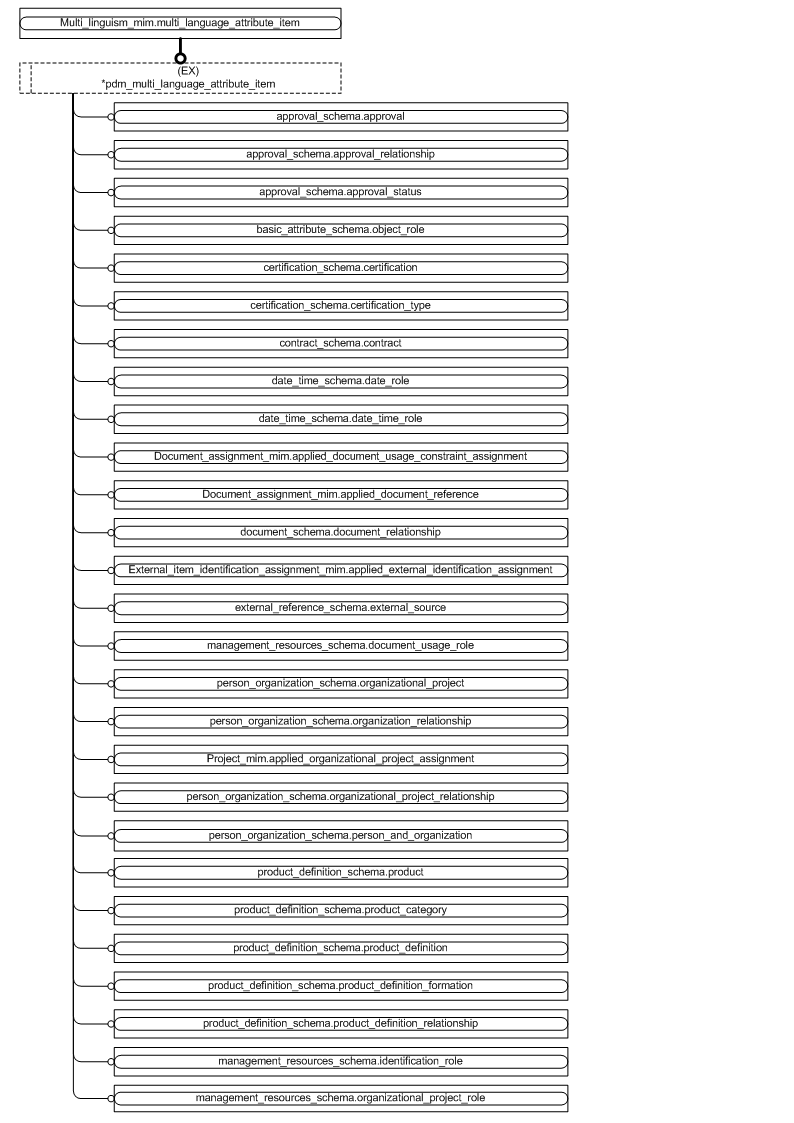 Multi_linguism_mim.multi_language_attribute_item
(EX)
*pdm_multi_language_attribute_item
approval_schema.approval
approval_schema.approval_relationship
approval_schema.approval_status
basic_attribute_schema.object_role
certification_schema.certification
certification_schema.certification_type
contract_schema.contract
date_time_schema.date_role
date_time_schema.date_time_role
Document_assignment_mim.applied_document_usage_constraint_assignment
Document_assignment_mim.applied_document_reference
document_schema.document_relationship
External_item_identification_assignment_mim.applied_external_identification_assignment
external_reference_schema.external_source
management_resources_schema.document_usage_role
person_organization_schema.organizational_project
person_organization_schema.organization_relationship
Project_mim.applied_organizational_project_assignment
person_organization_schema.organizational_project_relationship
person_organization_schema.person_and_organization
product_definition_schema.product
product_definition_schema.product_category
product_definition_schema.product_definition
product_definition_schema.product_definition_formation
product_definition_schema.product_definition_relationship
management_resources_schema.identification_role
management_resources_schema.organizational_project_role